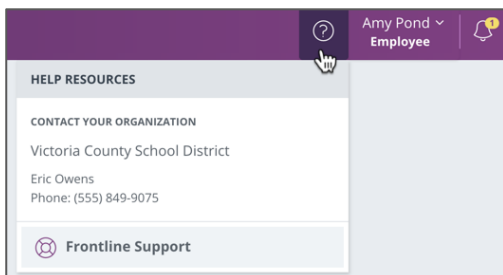 Amy Pond
Employee
1
HELP RESOURCES
CONTACT YOUR ORGANIZATION
Victoria County School District
Eric Owens
Phone: (555) 849-9075
Frontline Support